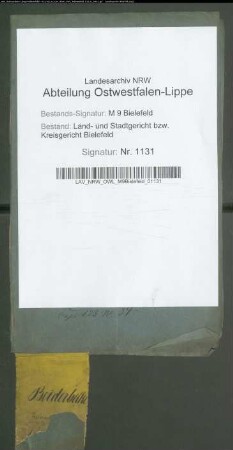 Landesarchiv NRW
Abteilung Ostwestfalen-Lippe
Bestands-Signatur: M 9 Bielefeld
Bestand: Land- und Stadtgericht bzw.
Kreisgericht Bielefeld
Signatur: Nr. 1131
LAV_NRW_OWL_M9Bielefeld_01131